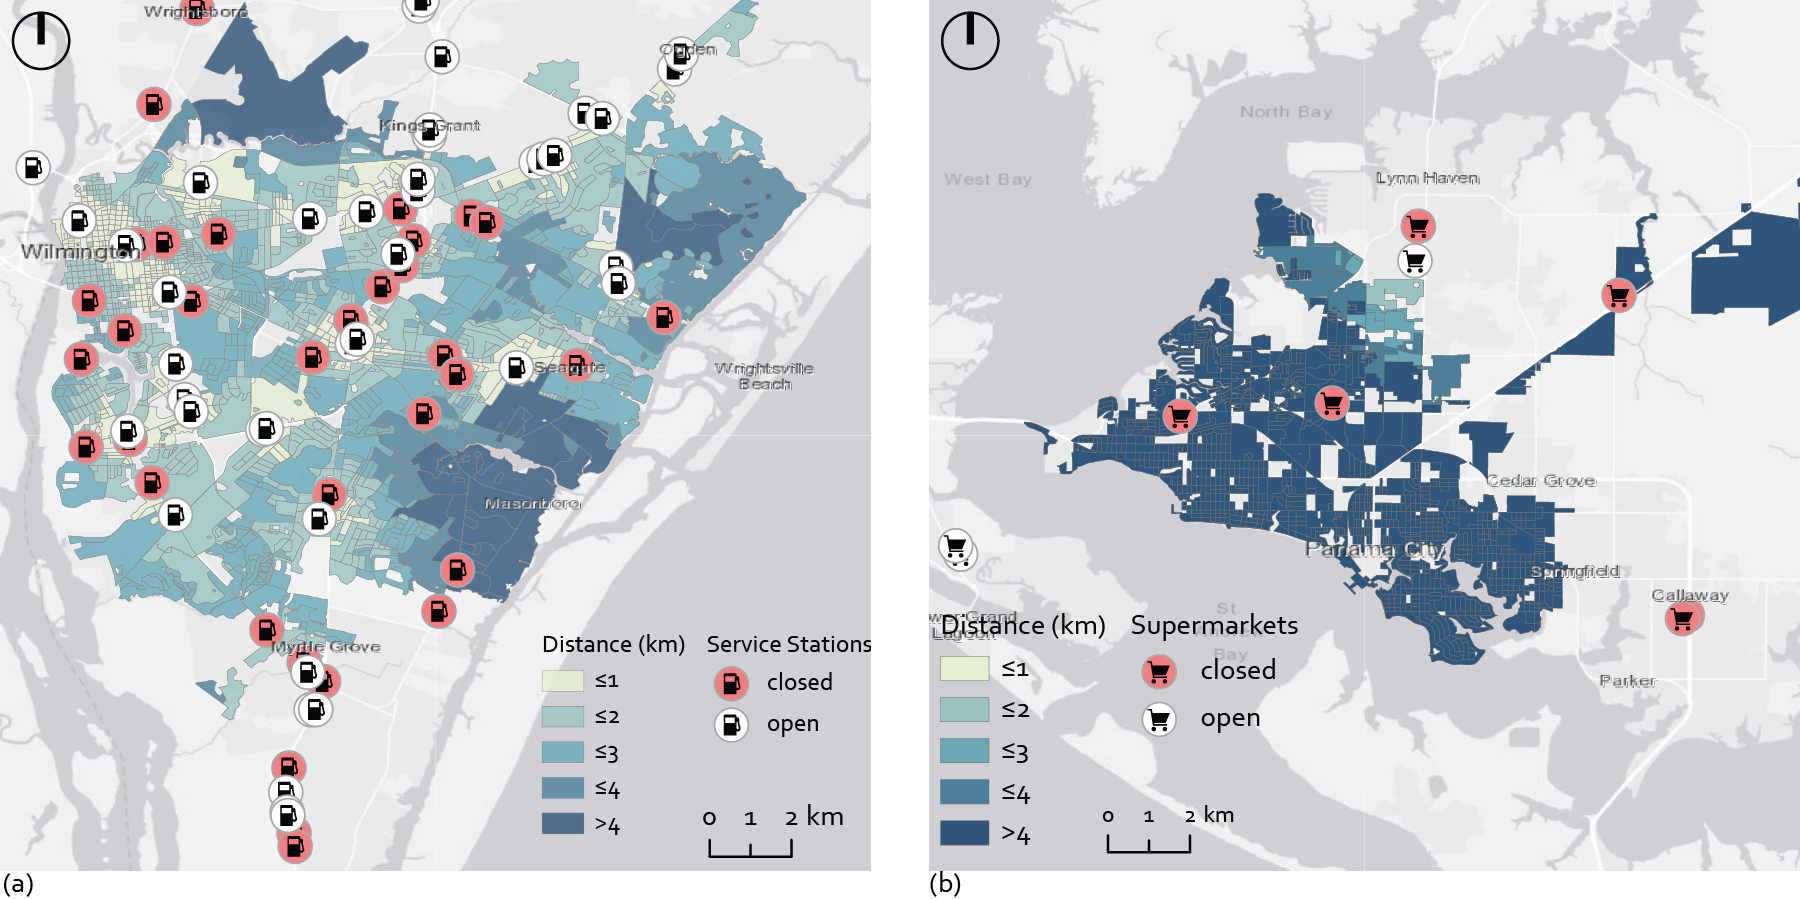 Wrightsboro
Ogden
Kings Grant
Wilmington
Seagate
Wrightsville
Beach
Masonboro
Myrtle Grove
Distance (km)
≤1
≤2
≤3
≤4
>4
Service Stations
closed
open
0 1 2 km
(a)
North Bay
West Bay
Lynn Haven
Cedar Grove
Panama City
Springfield
Callaway
Parker
St.
Andrew
Bay
wer Grand
Lagoon
Distance (km)
≤1
≤2
≤3
≤4
>4
Supermarkets
closed
open
0 1 2 km
(b)